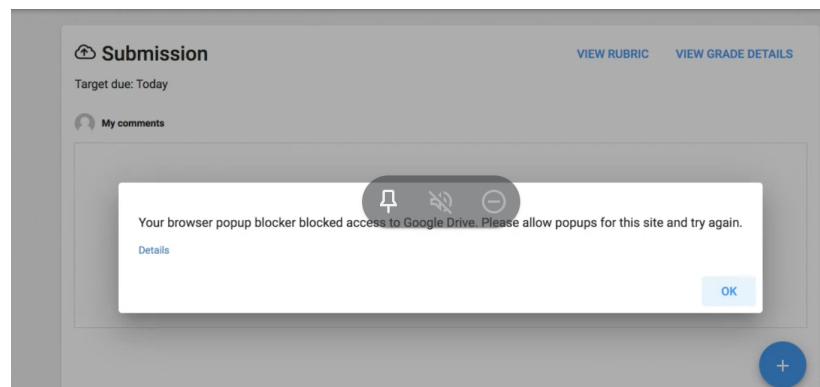 Submission
VIEW RUBRIC VIEW GRADE DETAILS
Target due: Today
My comments
Your browser popup blocker blocked access to Google Drive. Please allow popups for this site and try again.
Details
OK